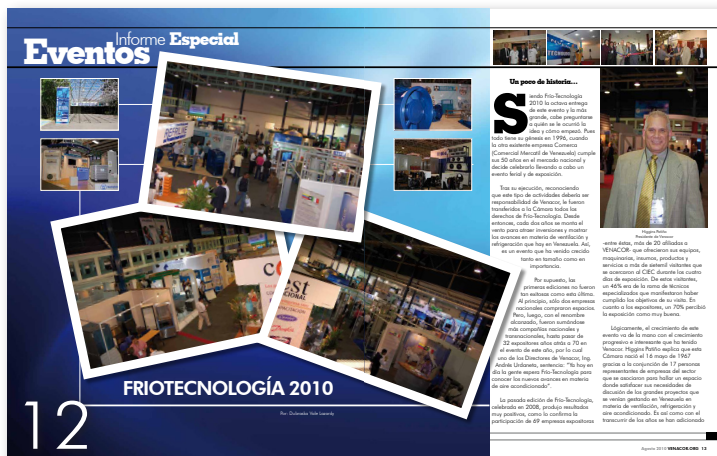 Informe Especial
Eventos
FRIOTECNOLOGÍA 2010
12
Un poco de historia...
Siendo Frío-Tecnología
2010 la octava entrega
de este evento y la más
grande, cabe preguntarse
a quién se le ocurrió la
idea y cómo empezó. Pues
todo tiene su génesis en 1996, cuando
la otra existente empresa Comerca
(Comercial Mercatil de Venezuela) cumple
sus 50 años en el mercado nacional y
decide celebrarlo llevando a cabo un
evento ferial y de exposición.
Tras su ejecución, reconociendo
que este tipo de actividades debería ser
responsabilidad de Venacor, le fueron
transferidos a la Cámara todos los
derechos de Frío-Tecnología. Desde
entonces, cada dos años se monta el
vento para atraer inversiones y mostrar
los avances en materia de ventilación y
refrigeración que hay en Venezuela. Así,
es un evento que ha venido crecido
tanto en tamaño como en
importancia.
Por supuesto, las
primeras ediciones no fueron
tan exitosas como esta última.
Al principio, sólo dos empresas
nacionales compraron espacios.
Pero, luego, con el renombre
alcanzado, fueron sumándose
más compañías nacionales y
transnacionales, hasta pasar de
32 expositores años atrás a 70 en
el evento de este año, por lo cual
uno de los Directores de Venacor, Ing.
Andrés Urdaneta, sentencia: "Ya hoy en
día la gente espera Frío-Tecnología para
conocer los nuevos avances en materia
de aire acondicionado".
La pasada edición de Frío-Tecnología,
celebrada en 2008, produjo resultados
muy positivos, como lo confirma la
participación de 69 empresas expositoras
Higgins Patiño
Presidente de Venacor
-entre éstas, más de 20 afiliadas a
VENACOR- que ofrecieron sus equipos,
maquinarias, insumos, productos y
servicios a más de sietemil visitantes que
se acercaron al CIEC durante los cuatro
días de exposición. De estos visitantes,
un 46% era de la rama de técnicos
especializados que manifestaron haber
cumplido los objetivos de su visita. En
cuanto a los expositores, un 70% percibió
la exposición como muy buena.
Lógicamente, el crecimiento de este
evento va de la mano con el crecimiento
progresivo e interesante que ha tenido
Venacor. Higgins Patiño explica que esta
Cámara nació el 16 mayo de 1967
gracias a la conjunción de 17 personas
representantes de empresas del sector
que se asociaron para hallar un espacio
donde satisfacer sus necesidades de
discusión de los grandes proyectos que
se venían gestando en Venezuela en
materia de ventilación, refrigeración y
aire acondicionado. Es así como con el
transcurrir de los años se han adicionado
Agosto 2010 VENACOR.ORG 13